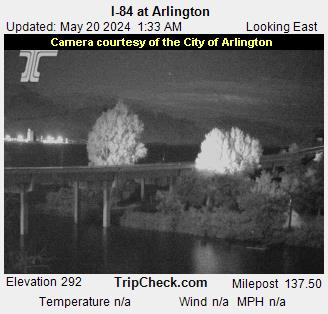 I-84 at Arlington
Updated: May 20 2024 1:33 AM Looking East
Camera courtesy of the City of Arlington
Elevation 292 TripCheck.com Milepost 137.50
Temperature n/a Wind n/a MPH n/a